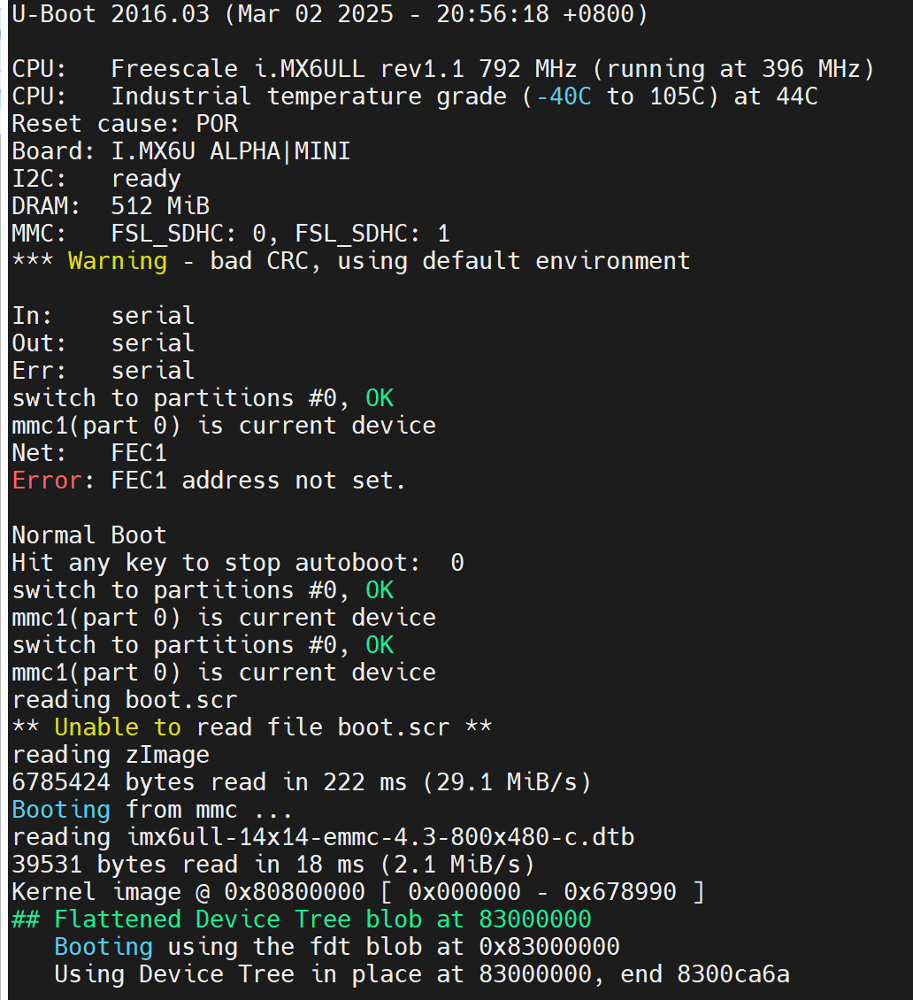 U-Boot 2016.03 (Mar 02 2025 - 20:56:18 +0800)
CPU:   Freescale i.MX6ULL rev1.1 792 MHz (running at 396 MHz)
CPU:   Industrial temperature grade (-40C to 105C) at 44C
Reset cause: POR
Board: I.MX6U ALPHA|MINI
I2C:   ready
DRAM:  512 MiB
MMC:   FSL_SDHC: 0, FSL_SDHC: 1
*** Warning - bad CRC, using default environment
In:    serial
Out:   serial
Err:   serial
switch to partitions #0, OK
mmc1(part 0) is current device
Net:   FEC1
Error: FEC1 address not set.
Normal Boot
Hit any key to stop autoboot:  0
switch to partitions #0, OK
mmc1(part 0) is current device
switch to partitions #0, OK
mmc1(part 0) is current device
reading boot.scr
** Unable to read file boot.scr **
reading zImage
6785424 bytes read in 222 ms (29.1 MiB/s)
Booting from mmc ...
reading imx6ull-14x14-emmc-4.3-800x480-c.dtb
39531 bytes read in 18 ms (2.1 MiB/s)
Kernel image @ 0x80800000 [ 0x000000 - 0x678990 ]
## Flattened Device Tree blob at 83000000
   Booting using the fdt blob at 0x83000000
   Using Device Tree in place at 83000000, end 8300ca6a